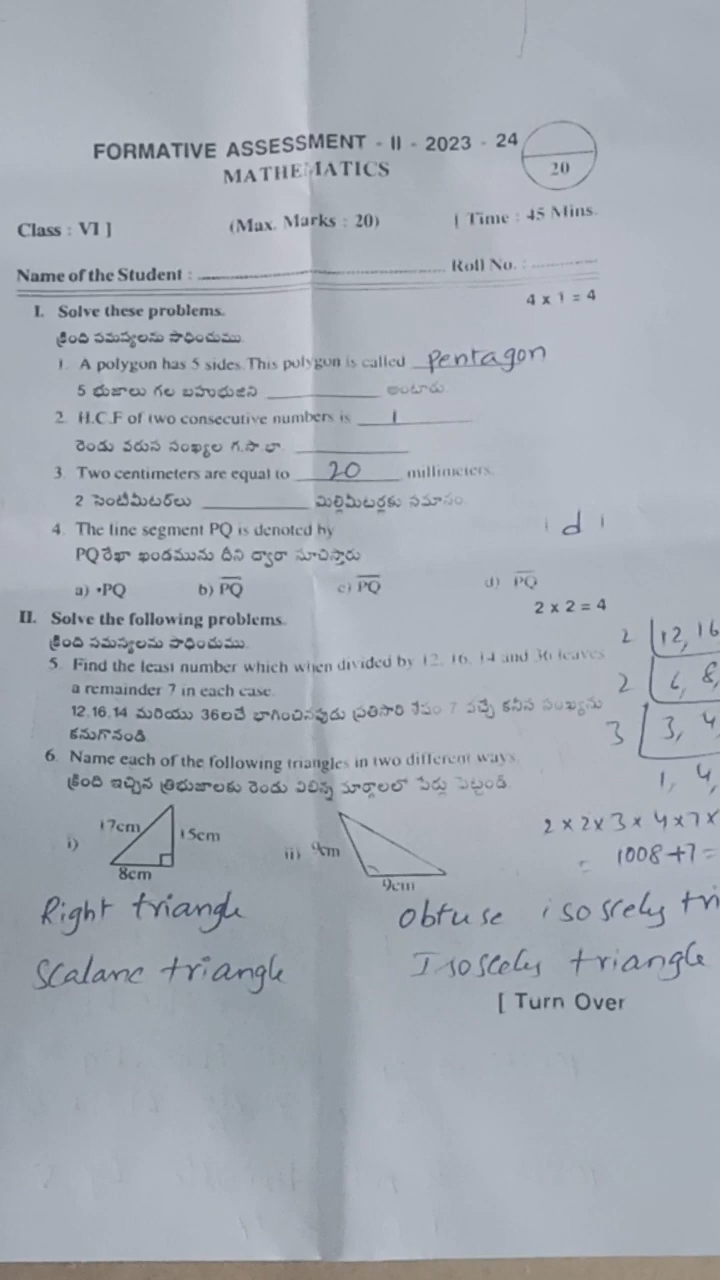 FORMATIVE ASSESSMENT - II - 2023 - 24
MATHEMATICS
20
Class : VI ]
(Max. Marks : 20)
[ Time : 45 Mins.
Name of the Student :
Roll No. :
4 x 1 = 4
I. Solve these problems.
క్రింది సమస్యలను సాధించుము.
1. A polygon has 5 sides. This polygon is called Pentagon
5 భుజాలు గల బహుభుజిని __________ అంటారు.
2. H.C.F of two consecutive numbers is 1
రెండు వరుస సంఖ్యల గ.సా.భా. __________
3. Two centimeters are equal to 20 millimeters.
2 సెంటీమీటర్లు __________ మిల్లీమీటర్లకు సమానం.
4. The line segment PQ is denoted by
( d )
PQ రేఖా ఖండమును దీని ద్వారా సూచిస్తారు
a) •PQ b) P̅Q̅ c) P̅Q̅ d) P̅Q̅
2 x 2 = 4
II. Solve the following problems.
క్రింది సమస్యలను సాధించుము.
5. Find the least number which when divided by 12, 16, 14 and 36 leaves
a remainder 7 in each case.
12,16,14 మరియు 36లచే భాగించినపుడు ప్రతిసారి శేషం 7 వచ్చే కనీస సంఖ్యను
కనుగొనండి.
2 12, 16
2 6, 8,
3 3, 4
1, 4,
2 x 2 x 3 x 4 x 7 x
= 1008 + 7 =
6. Name each of the following triangles in two different ways.
క్రింది ఇచ్చిన త్రిభుజాలకు రెండు విభిన్న మార్గాలలో పేర్లు పెట్టండి.
i) 17cm 15cm
8cm
ii) 9cm
9cm
Right triangle
Scalane triangle
obtuse isoscely tri
Isoscely triangle
[ Turn Over